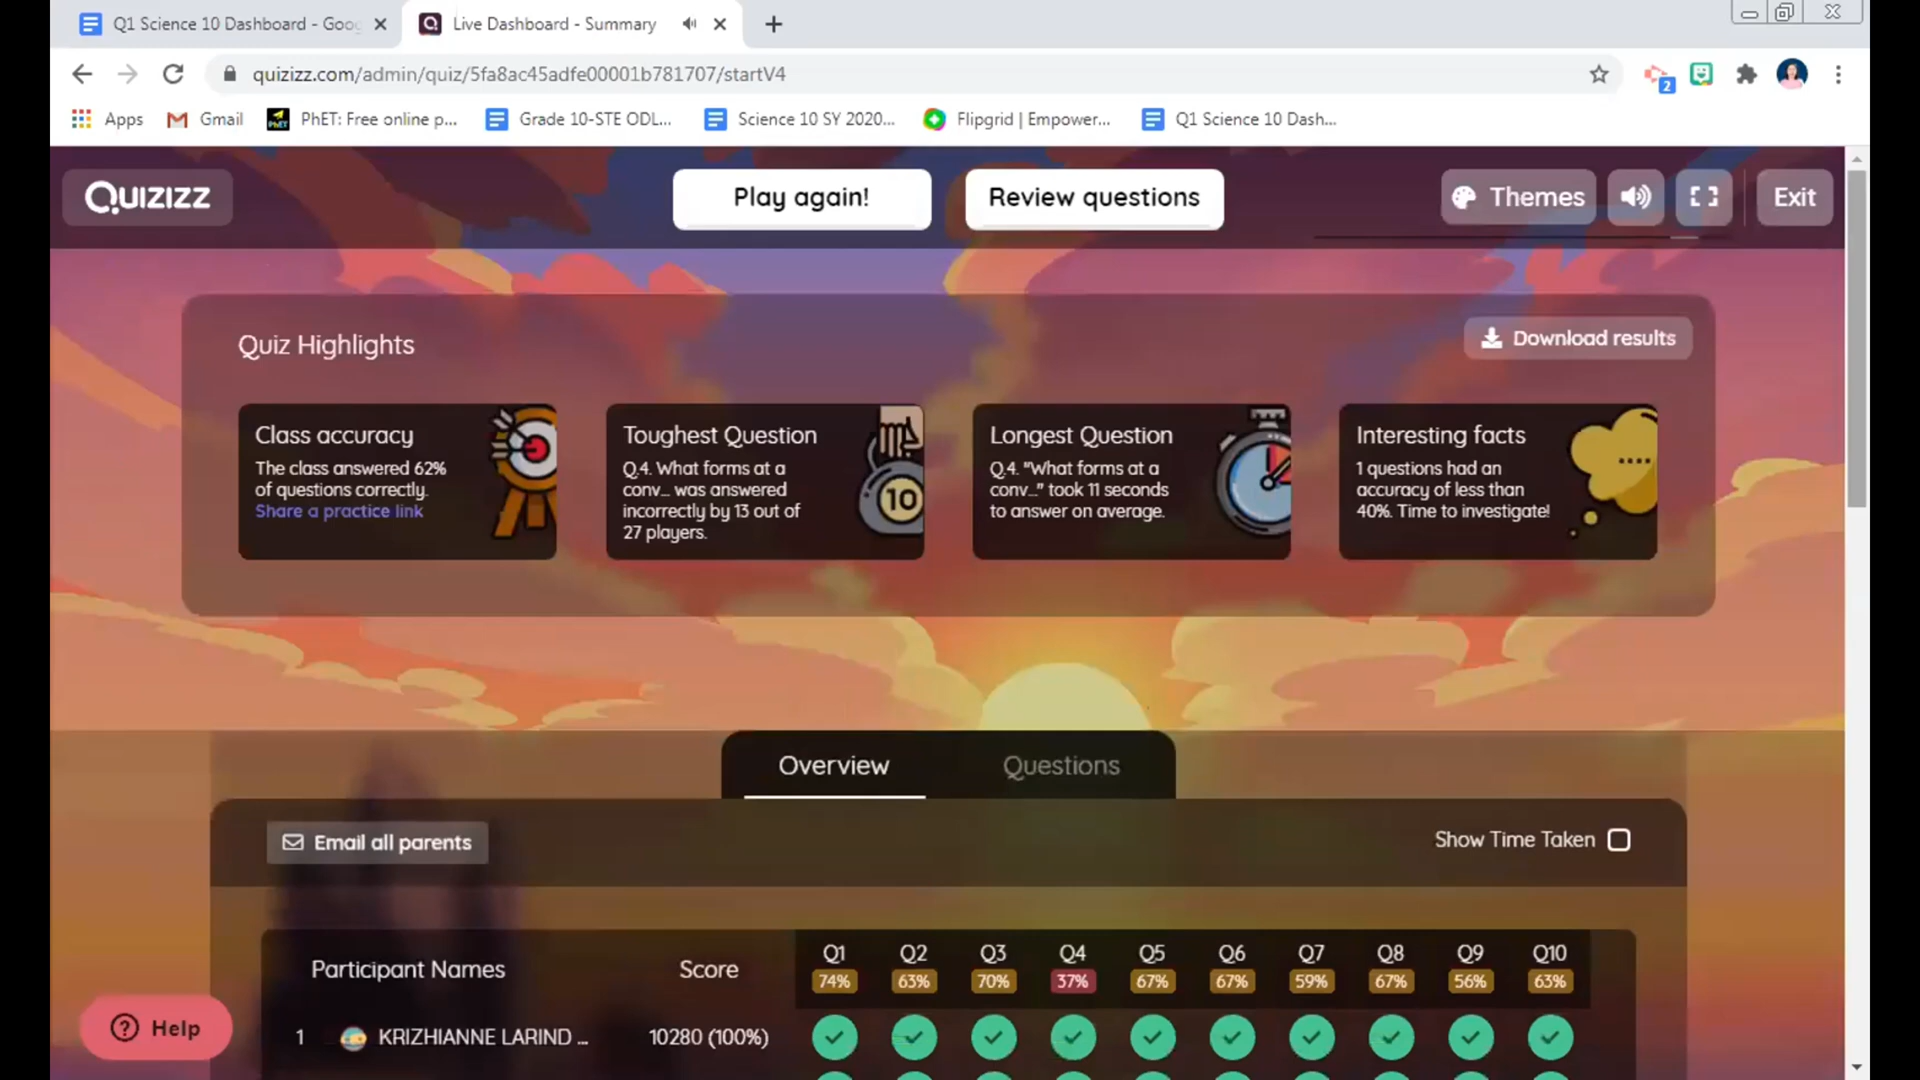 Q1 Science 10 Dashboard - Goog
Live Dashboard - Summary
quizizz.com/admin/quiz/5fa8ac45adfe00001b781707/startV4
2
Apps
Gmail
PhET: Free online p...
Grade 10-STE ODL...
Science 10 SY 2020...
Flipgrid | Empower...
Q1 Science 10 Dash...
QUIZIZZ
Play again!
Review questions
Themes
Exit
Quiz Highlights
Download results
Class accuracy
The class answered 62%
of questions correctly.
Share a practice link
Toughest Question
Q.4. What forms at a
conv... was answered
incorrectly by 13 out of
27 players.
10
Longest Question
Q.4. "What forms at a
conv..." took 11 seconds
to answer on average.
Interesting facts
1 questions had an
accuracy of less than
40%. Time to investigate!
Overview
Questions
Email all parents
Show Time Taken
Participant Names
Score
Q1 Q2 Q3 Q4 Q5 Q6 Q7 Q8 Q9 Q10
74% 63% 70% 37% 67% 67% 59% 67% 56% 63%
1 KRIZHIANNE LARIND ... 10280 (100%)
Help